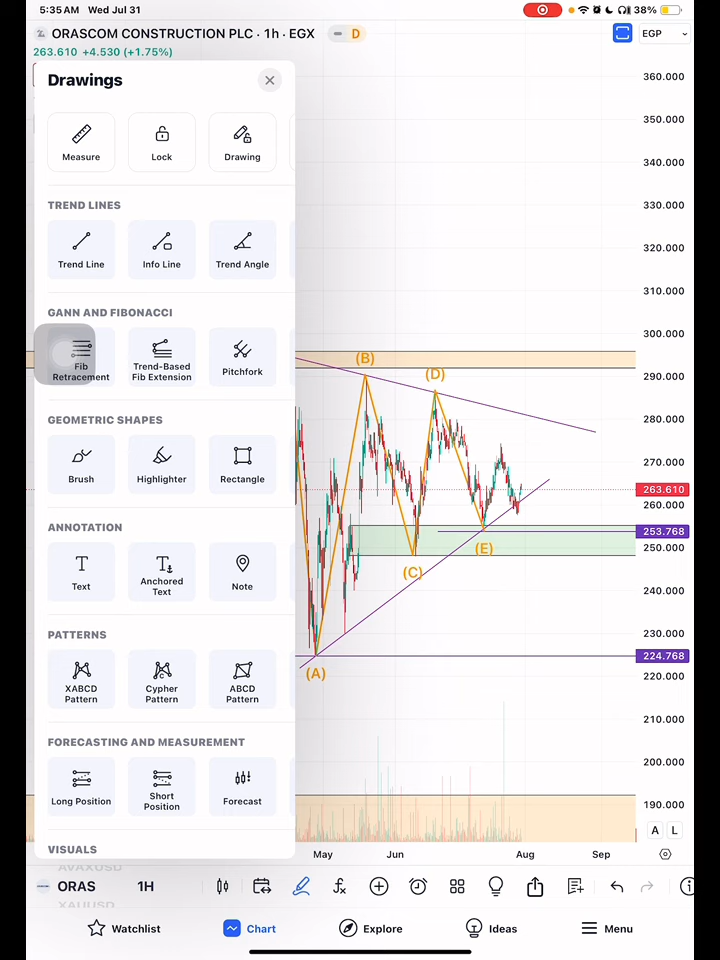 5:35 AM Wed Jul 31
38%
ORASCOM CONSTRUCTION PLC · 1h · EGX
D
EGP
263.610 +4.530 (+1.75%)
Drawings
Measure
Lock
Drawing
TREND LINES
Trend Line
Info Line
Trend Angle
GANN AND FIBONACCI
Fib
Retracement
Trend-Based
Fib Extension
Pitchfork
GEOMETRIC SHAPES
Brush
Highlighter
Rectangle
ANNOTATION
Text
Anchored
Text
Note
PATTERNS
XABCD
Pattern
Cypher
Pattern
ABCD
Pattern
FORECASTING AND MEASUREMENT
Long Position
Short
Position
Forecast
VISUALS
(A)
(B)
(C)
(D)
(E)
360.000
350.000
340.000
330.000
320.000
310.000
300.000
290.000
280.000
270.000
263.610
260.000
253.768
250.000
240.000
230.000
224.768
220.000
210.000
200.000
190.000
A L
May
Jun
Aug
Sep
AVAXUSD
ORAS
1H
XAUUSD
Watchlist
Chart
Explore
Ideas
Menu